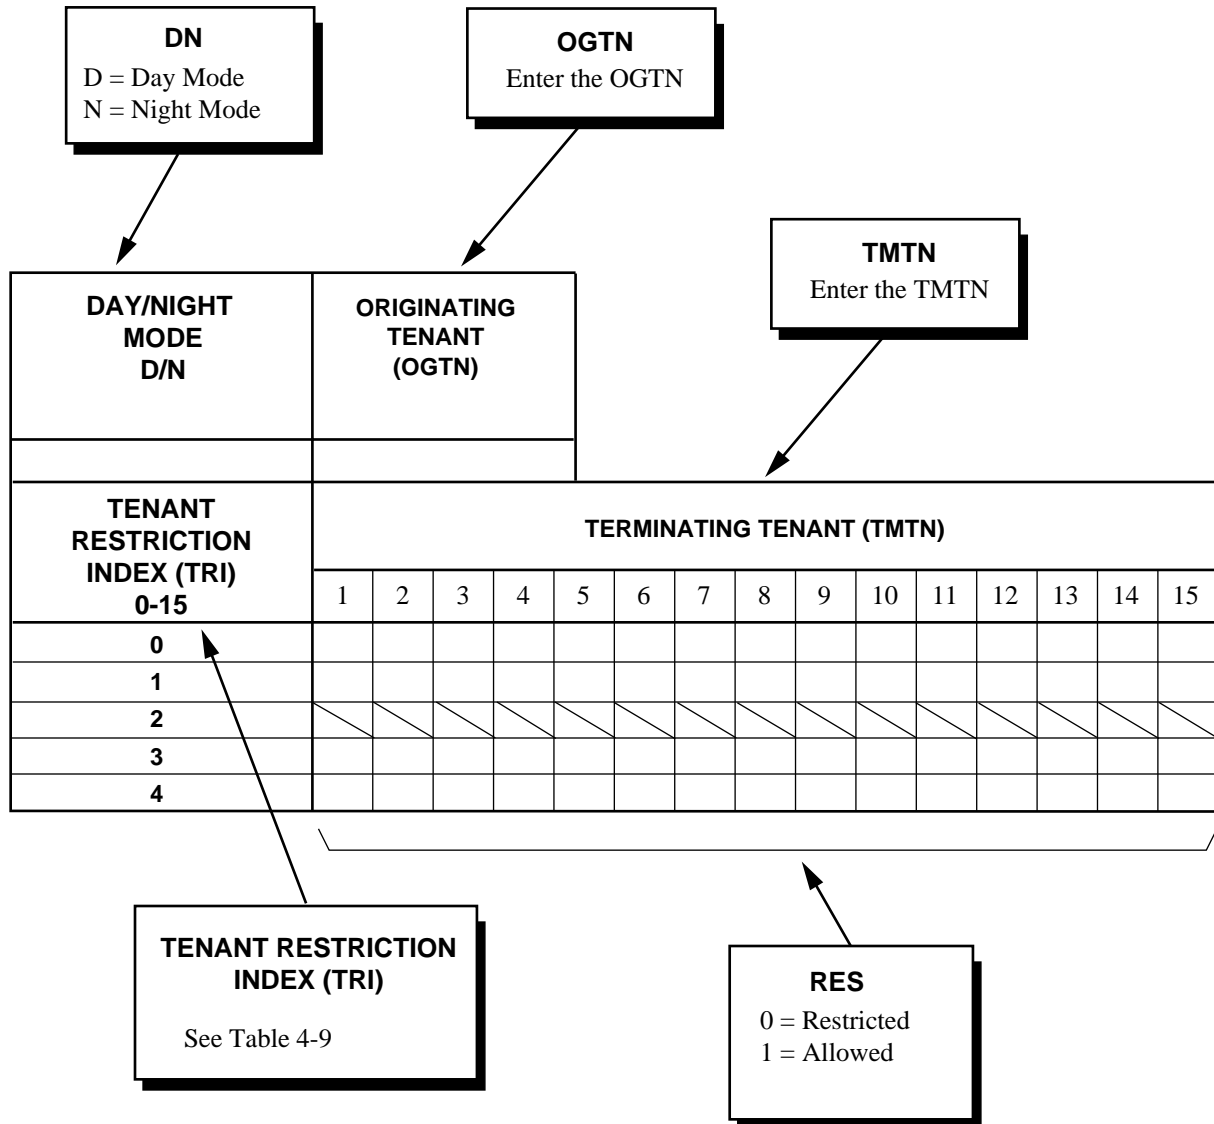 DN
D = Day Mode
N = Night Mode
OGTN
Enter the OGTN
TMTN
Enter the TMTN
DAY/NIGHT
MODE
D/N
ORIGINATING
TENANT
(OGTN)
TENANT
RESTRICTION
INDEX (TRI)
0-15
TERMINATING TENANT (TMTN)
1 2 3 4 5 6 7 8 9 10 11 12 13 14 15
0
1
2
3
4
TENANT RESTRICTION
INDEX (TRI)
See Table 4-9
RES
0 = Restricted
1 = Allowed